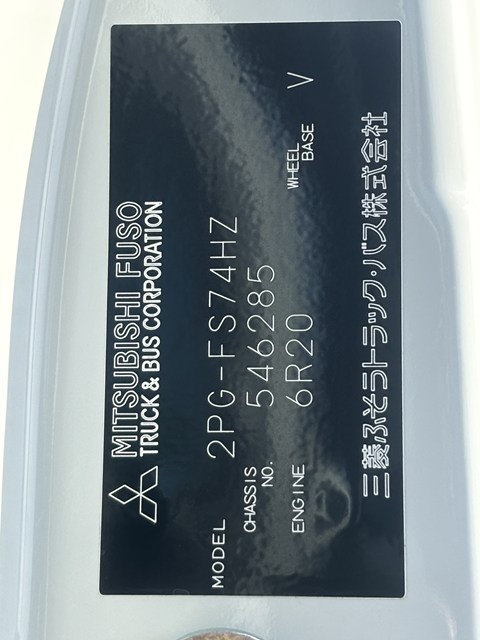 MITSUBISHI FUSO
TRUCK & BUS CORPORATION
MODEL 2PG-FS74HZ
CHASSIS NO. 546285
ENGINE 6R20 WHEEL BASE V
三菱ふそうトラック・バス株式会社